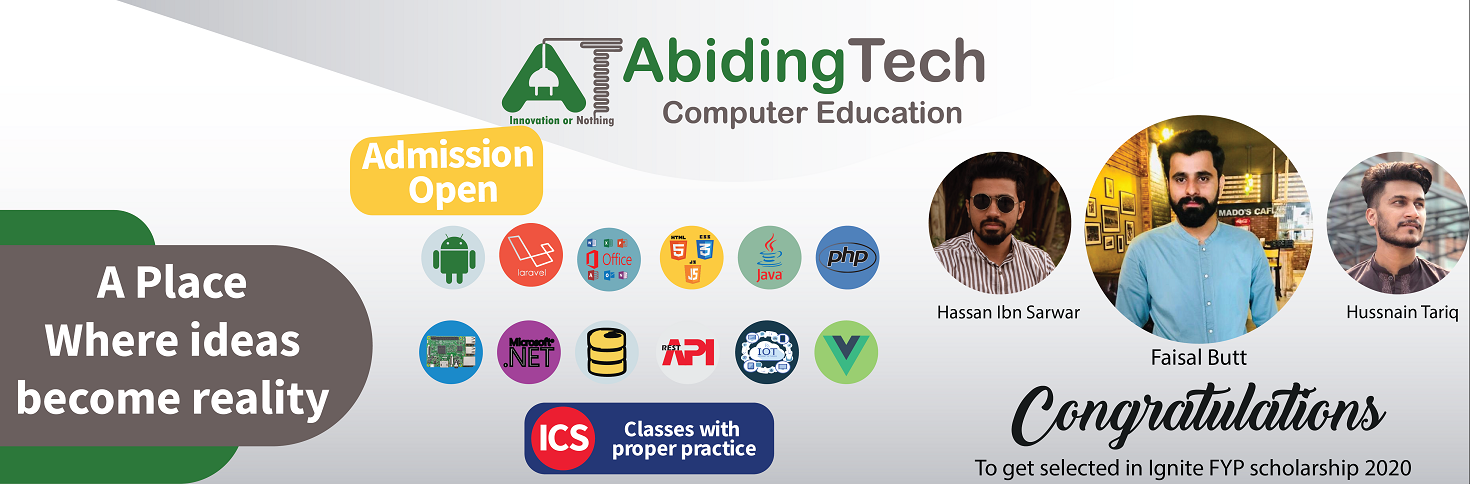 AbidingTech
Computer Education
Innovation or Nothing
Admission
Open
A Place
Where ideas
become reality
laravel
Office
HTML
CSS
JS
Java
php
Microsoft®
.NET
REST
API
IOT
ICS
Classes with
proper practice
MADO'S CAFE
Hassan Ibn Sarwar
Faisal Butt
Hussnain Tariq
Congratulations
To get selected in Ignite FYP scholarship 2020